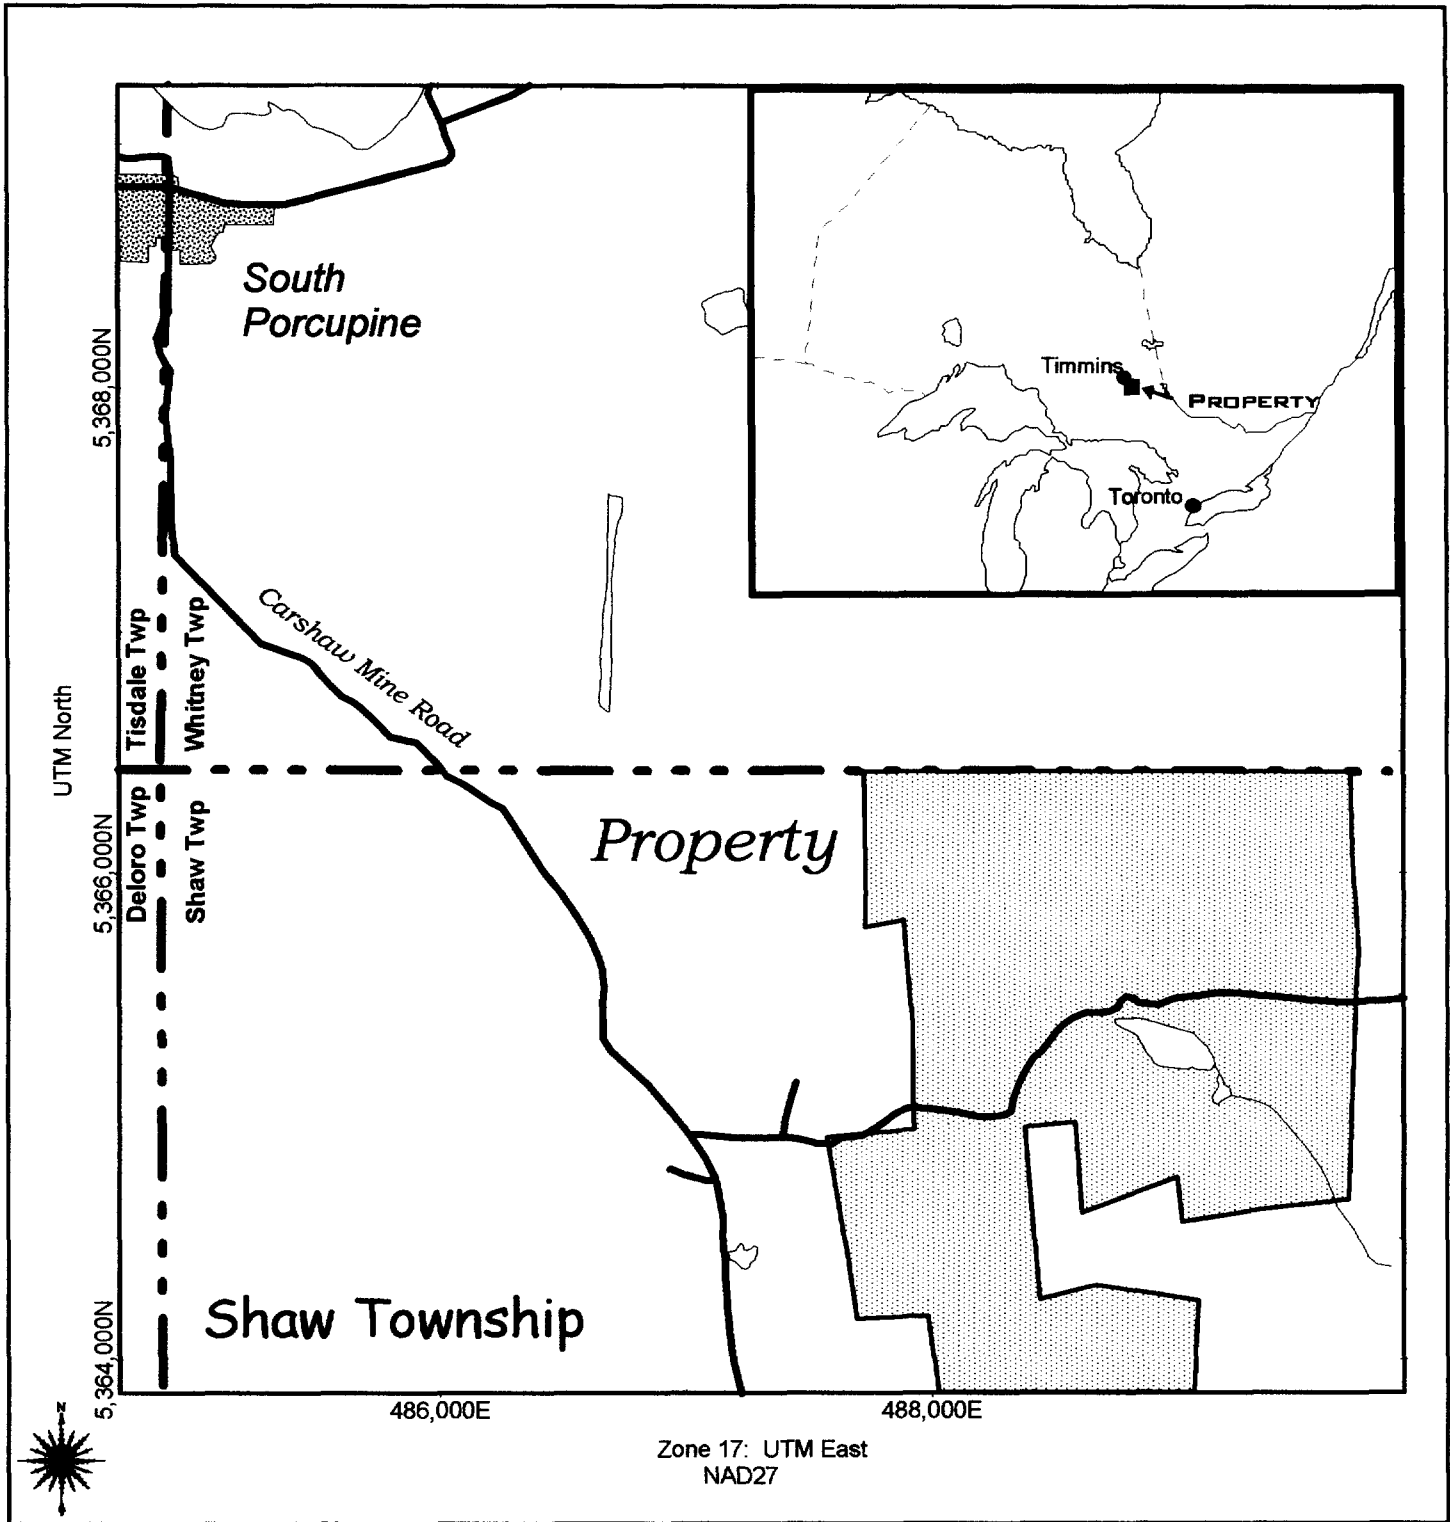 South
Porcupine
Timmins
PROPERTY
Toronto
5,368,000N
Carshaw Mine Road
Tisdale Twp
Whitney Twp
UTM North
Deloro Twp
Shaw Twp
Property
5,366,000N
Shaw Township
5,364,000N
486,000E
488,000E
N
Zone 17: UTM East
NAD27